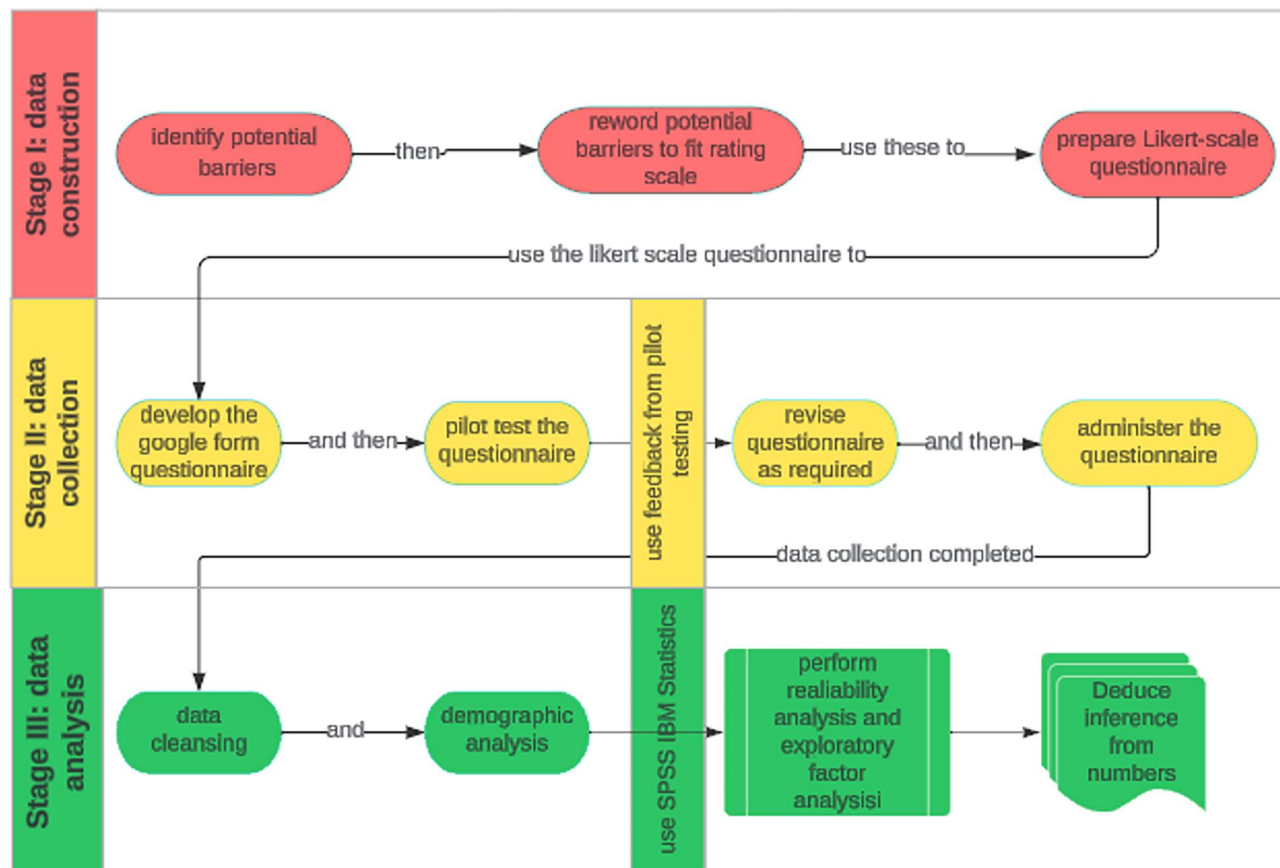 Stage I: data
construction
identify potential
barriers
then
reword potential
barriers to fit rating
scale
use these to
prepare Likert-scale
questionnaire
use the likert scale questionnaire to
Stage II: data
collection
develop the
google form
questionnaire
and then
pilot test the
questionnaire
use feedback from pilot
testing
revise
questionnaire
as required
and then
administer the
questionnaire
data collection completed
Stage III: data
analysis
data
cleansing
and
demographic
analysis
use SPSS IBM Statistics
perform
realiability
analysis and
exploratory
factor
analysisi
Deduce
inference
from
numbers